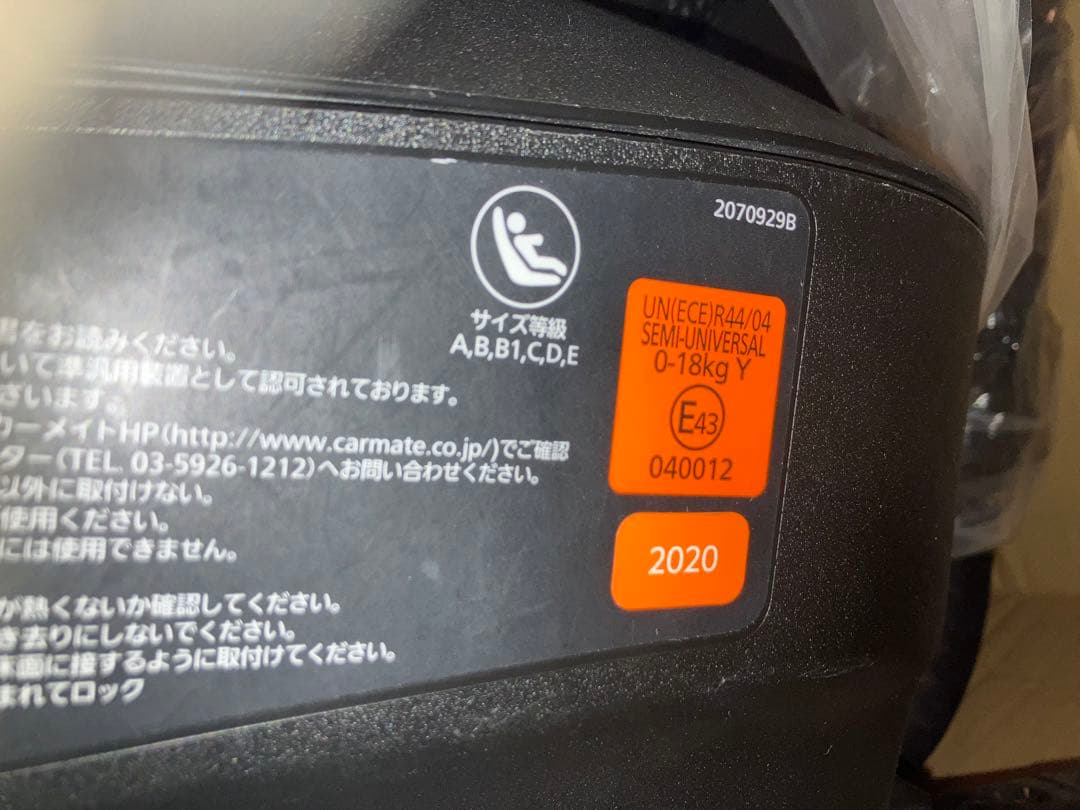 2070929B
サイズ等級
A,B,B1,C,D,E
UN(ECE)R44/04
SEMI-UNIVERSAL
0-18kg Y
E43
040012
2020
をお読みください。
いて準汎用装置として認可されております。
ざいます。
カーメイトHP(http://www.carmate.co.jp/)でご確認
ター(TEL. 03-5926-1212)へお問い合わせください。
以外に取付けない。
使用ください。
には使用できません。
が熱くないか確認してください。
き去りにしないでください。
床面に接するように取付けてください。
まれてロック